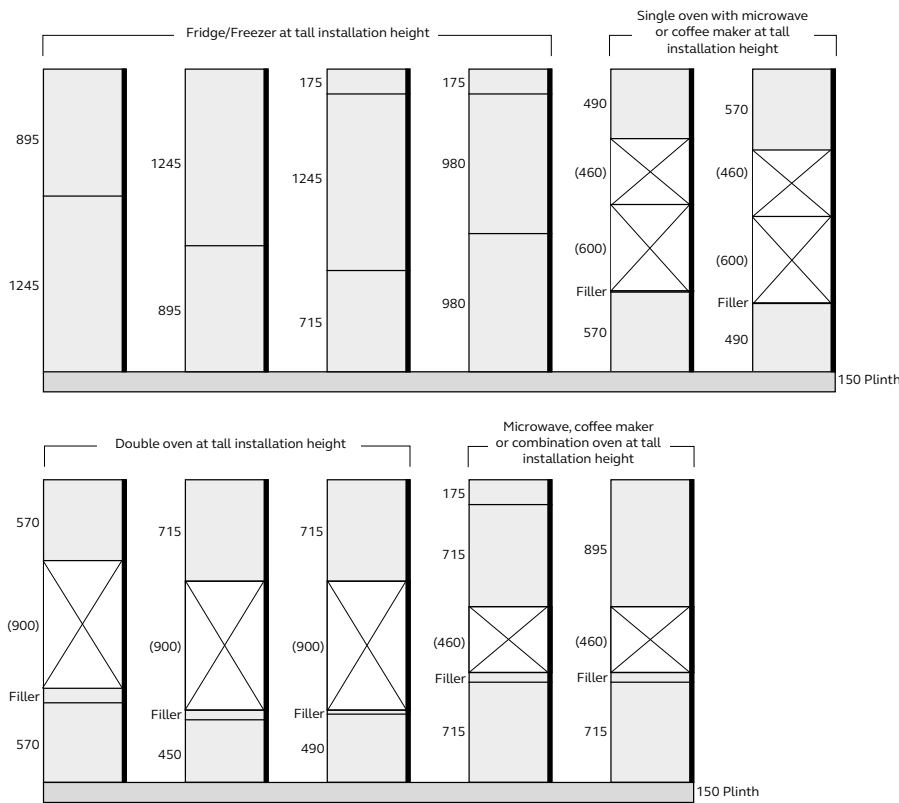 Fridge/Freezer at tall installation height
Single oven with microwave
or coffee maker at tall
installation height
895
1245
1245
895
175
1245
715
175
980
980
490
(460)
(600)
Filler
570
570
(460)
(600)
Filler
490
150 Plinth
Double oven at tall installation height
Microwave, coffee maker
or combination oven at tall
installation height
570
(900)
Filler
570
715
(900)
Filler
450
715
(900)
Filler
490
175
715
(460)
Filler
715
895
(460)
Filler
715
150 Plinth